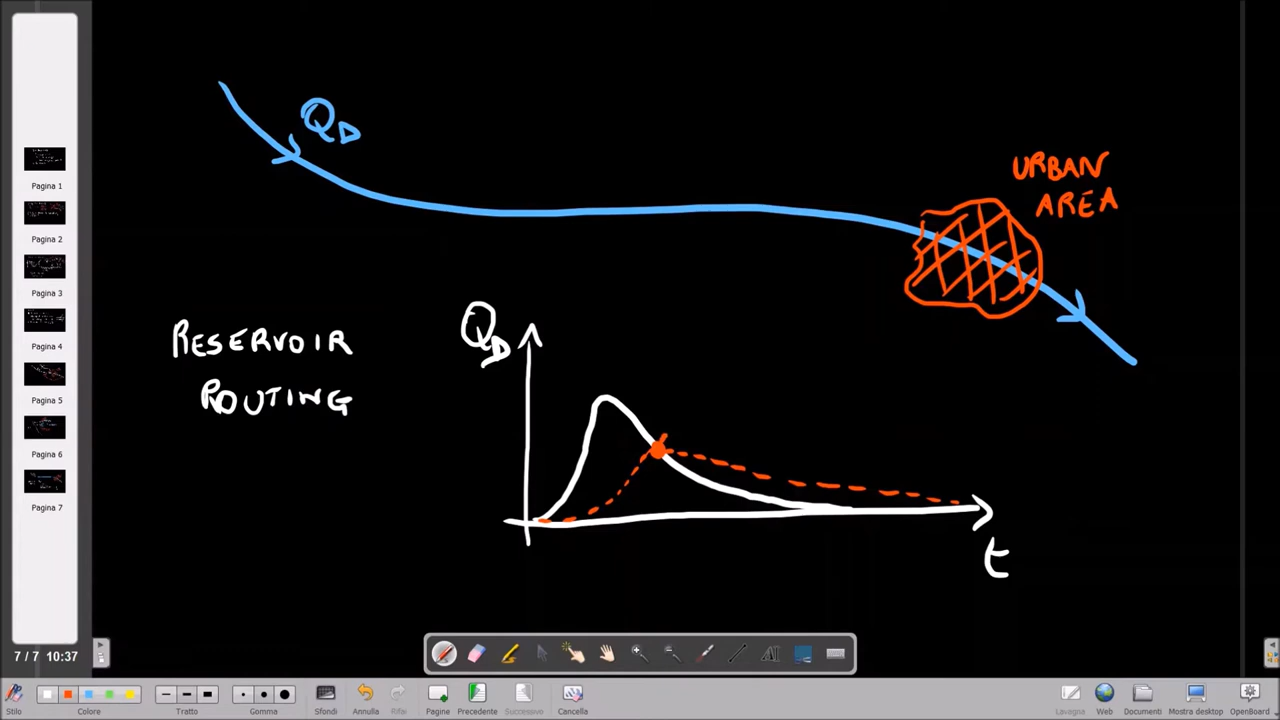 Q_D
URBAN
AREA
Q_D
RESERVOIR
ROUTING
t
Pagina 1
Pagina 2
Pagina 3
Pagina 4
Pagina 5
Pagina 6
Pagina 7
7 / 7 10:37
Stilo
Colore
Tratto
Gomma
Sfondi
Annulla
Rifai
Pagine
Precedente
Successivo
Cancella
Lavagna
Web
Documenti
Mostra desktop
OpenBoard